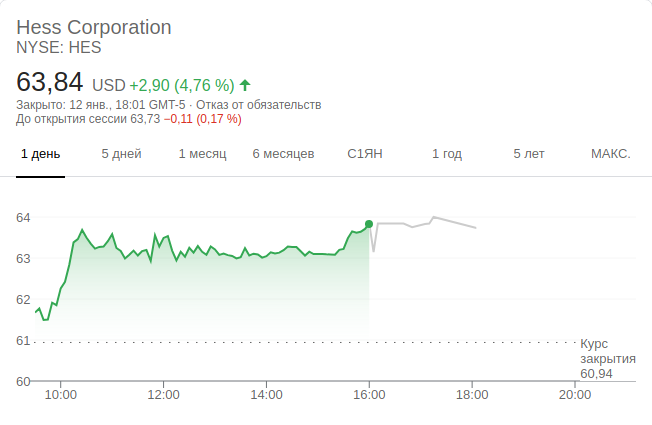 Hess Corporation
NYSE: HES
63,84 USD +2,90 (4,76 %)
Закрыто: 12 янв., 18:01 GMT-5 · Отказ от обязательств
До открытия сессии 63,73 −0,11 (0,17 %)
1 день 5 дней 1 месяц 6 месяцев С1ЯН 1 год 5 лет МАКС.
64
63
62
61
Курс
закрытия
60,94
60
10:00 12:00 14:00 16:00 18:00 20:00